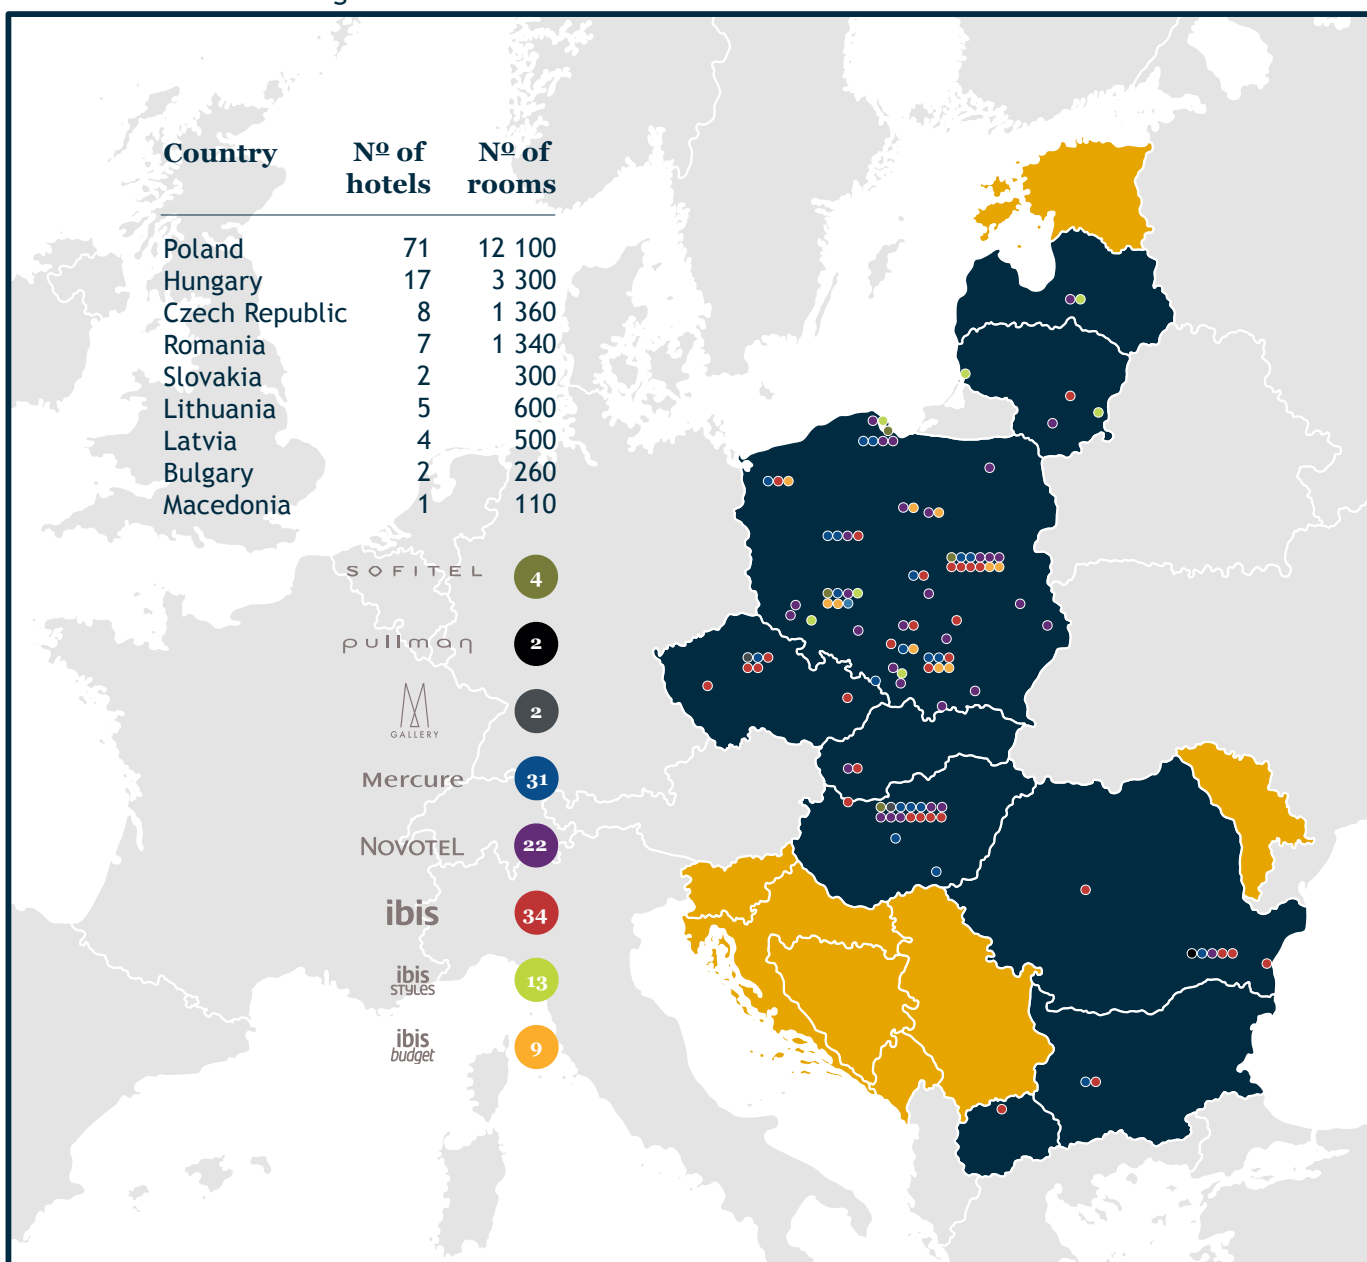 Country Nº of hotels Nº of rooms
Poland 71 12 100
Hungary 17 3 300
Czech Republic 8 1 360
Romania 7 1 340
Slovakia 2 300
Lithuania 5 600
Latvia 4 500
Bulgary 2 260
Macedonia 1 110
SOFITEL 4
pullman 2
M GALLERY 2
Mercure 31
NOVOTEL 22
ibis 34
ibis STYLES 13
ibis budget 9